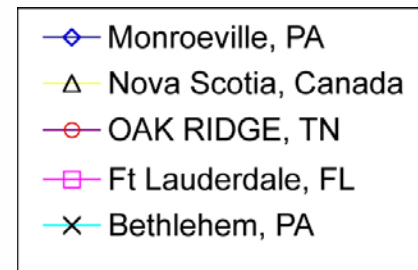 Monroeville, PA
Nova Scotia, Canada
OAK RIDGE, TN
Ft Lauderdale, FL
Bethlehem, PA